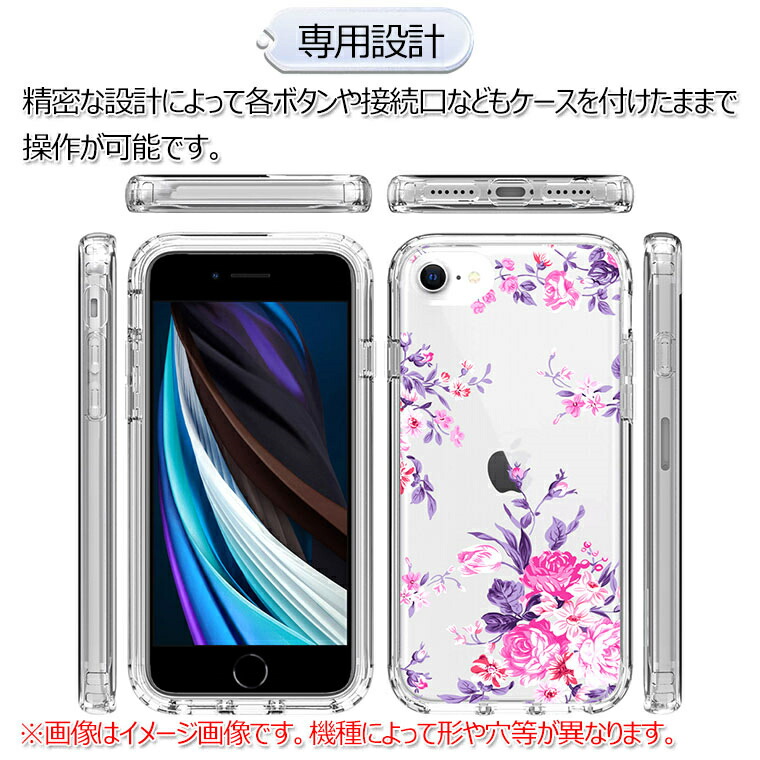 専用設計
精密な設計によって各ボタンや接続口などもケースを付けたままで
操作が可能です。
※画像はイメージ画像です。機種によって形や穴等が異なります。